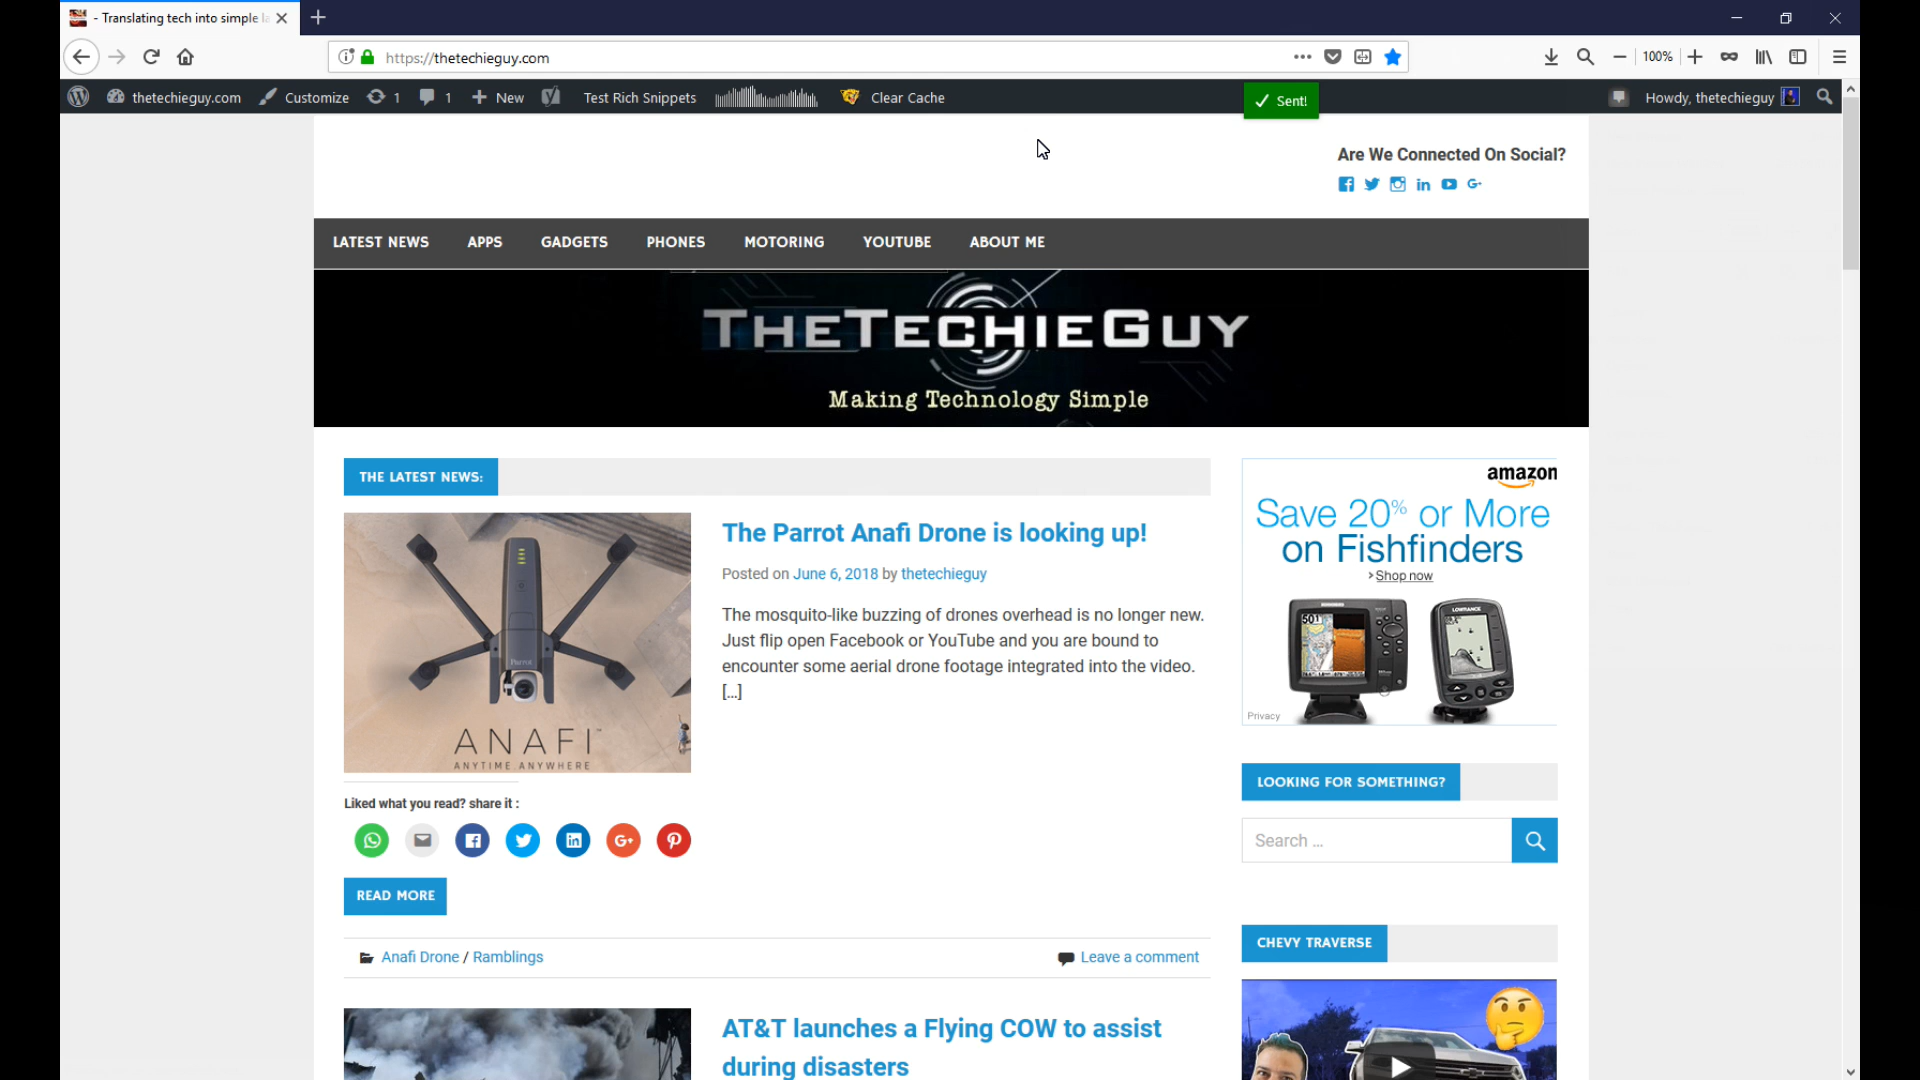 - Translating tech into simple la
https://thetechieguy.com
100%
thetechieguy.com
Customize
1
1
New
Test Rich Snippets
Clear Cache
Sent!
Howdy, thetechieguy
Are We Connected On Social?
LATEST NEWS
APPS
GADGETS
PHONES
MOTORING
YOUTUBE
ABOUT ME
THETECHIEGUY
Making Technology Simple
THE LATEST NEWS:
Parrot
ANAFI™
ANYTIME.ANYWHERE
The Parrot Anafi Drone is looking up!
Posted on June 6, 2018 by thetechieguy
The mosquito-like buzzing of drones overhead is no longer new.
Just flip open Facebook or YouTube and you are bound to
encounter some aerial drone footage integrated into the video.
[...]
Liked what you read? share it :
READ MORE
Anafi Drone / Ramblings
Leave a comment
AT&T launches a Flying COW to assist
during disasters
amazon
Save 20% or More
on Fishfinders
Shop now
501
LOWRANCE
Privacy
LOOKING FOR SOMETHING?
Search ...
CHEVY TRAVERSE